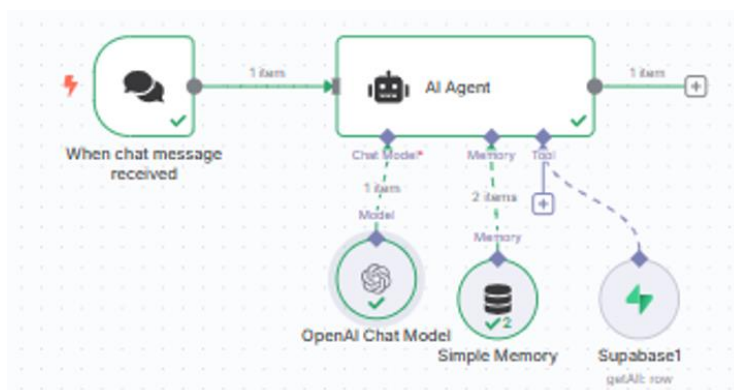 1 item
AI Agent
1 item
When chat message
received
Chat Model*
Memory
Tool
1 item
2 items
Model
Memory
2
OpenAI Chat Model
Simple Memory
Supabase1
getAll: row